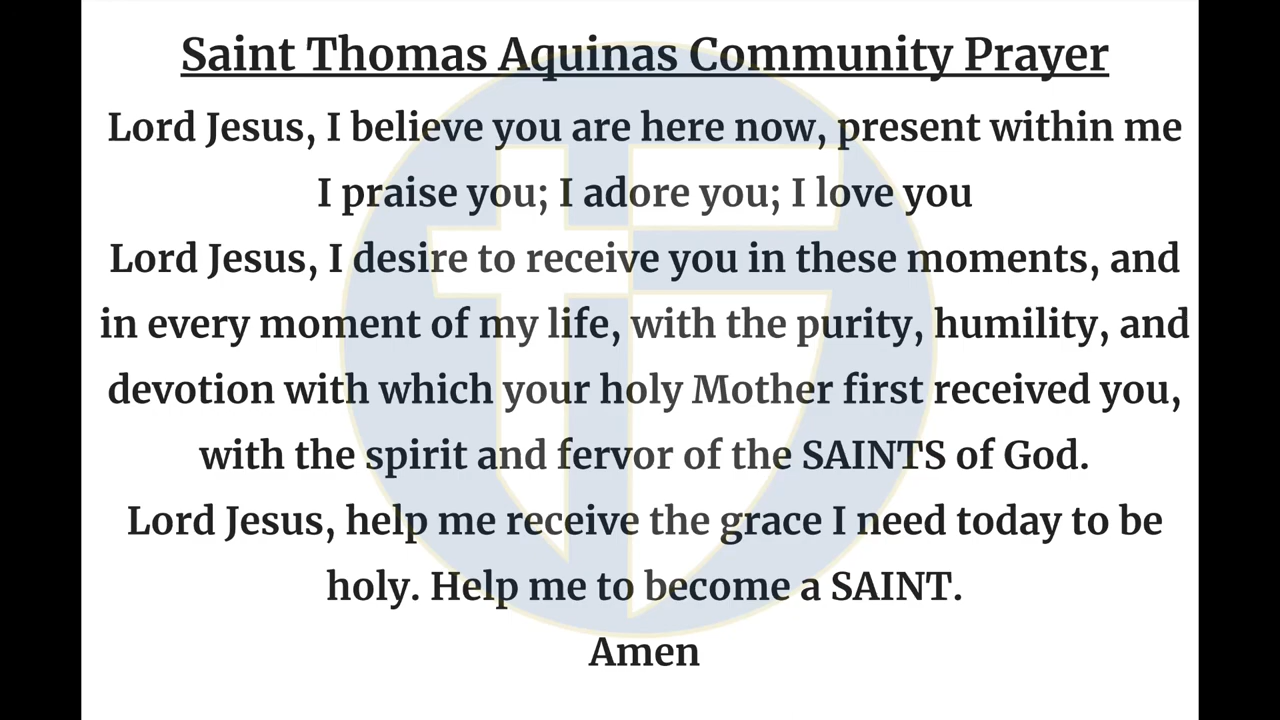 Saint Thomas Aquinas Community Prayer
Lord Jesus, I believe you are here now, present within me
I praise you; I adore you; I love you
Lord Jesus, I desire to receive you in these moments, and
in every moment of my life, with the purity, humility, and
devotion with which your holy Mother first received you,
with the spirit and fervor of the SAINTS of God.
Lord Jesus, help me receive the grace I need today to be
holy. Help me to become a SAINT.
Amen